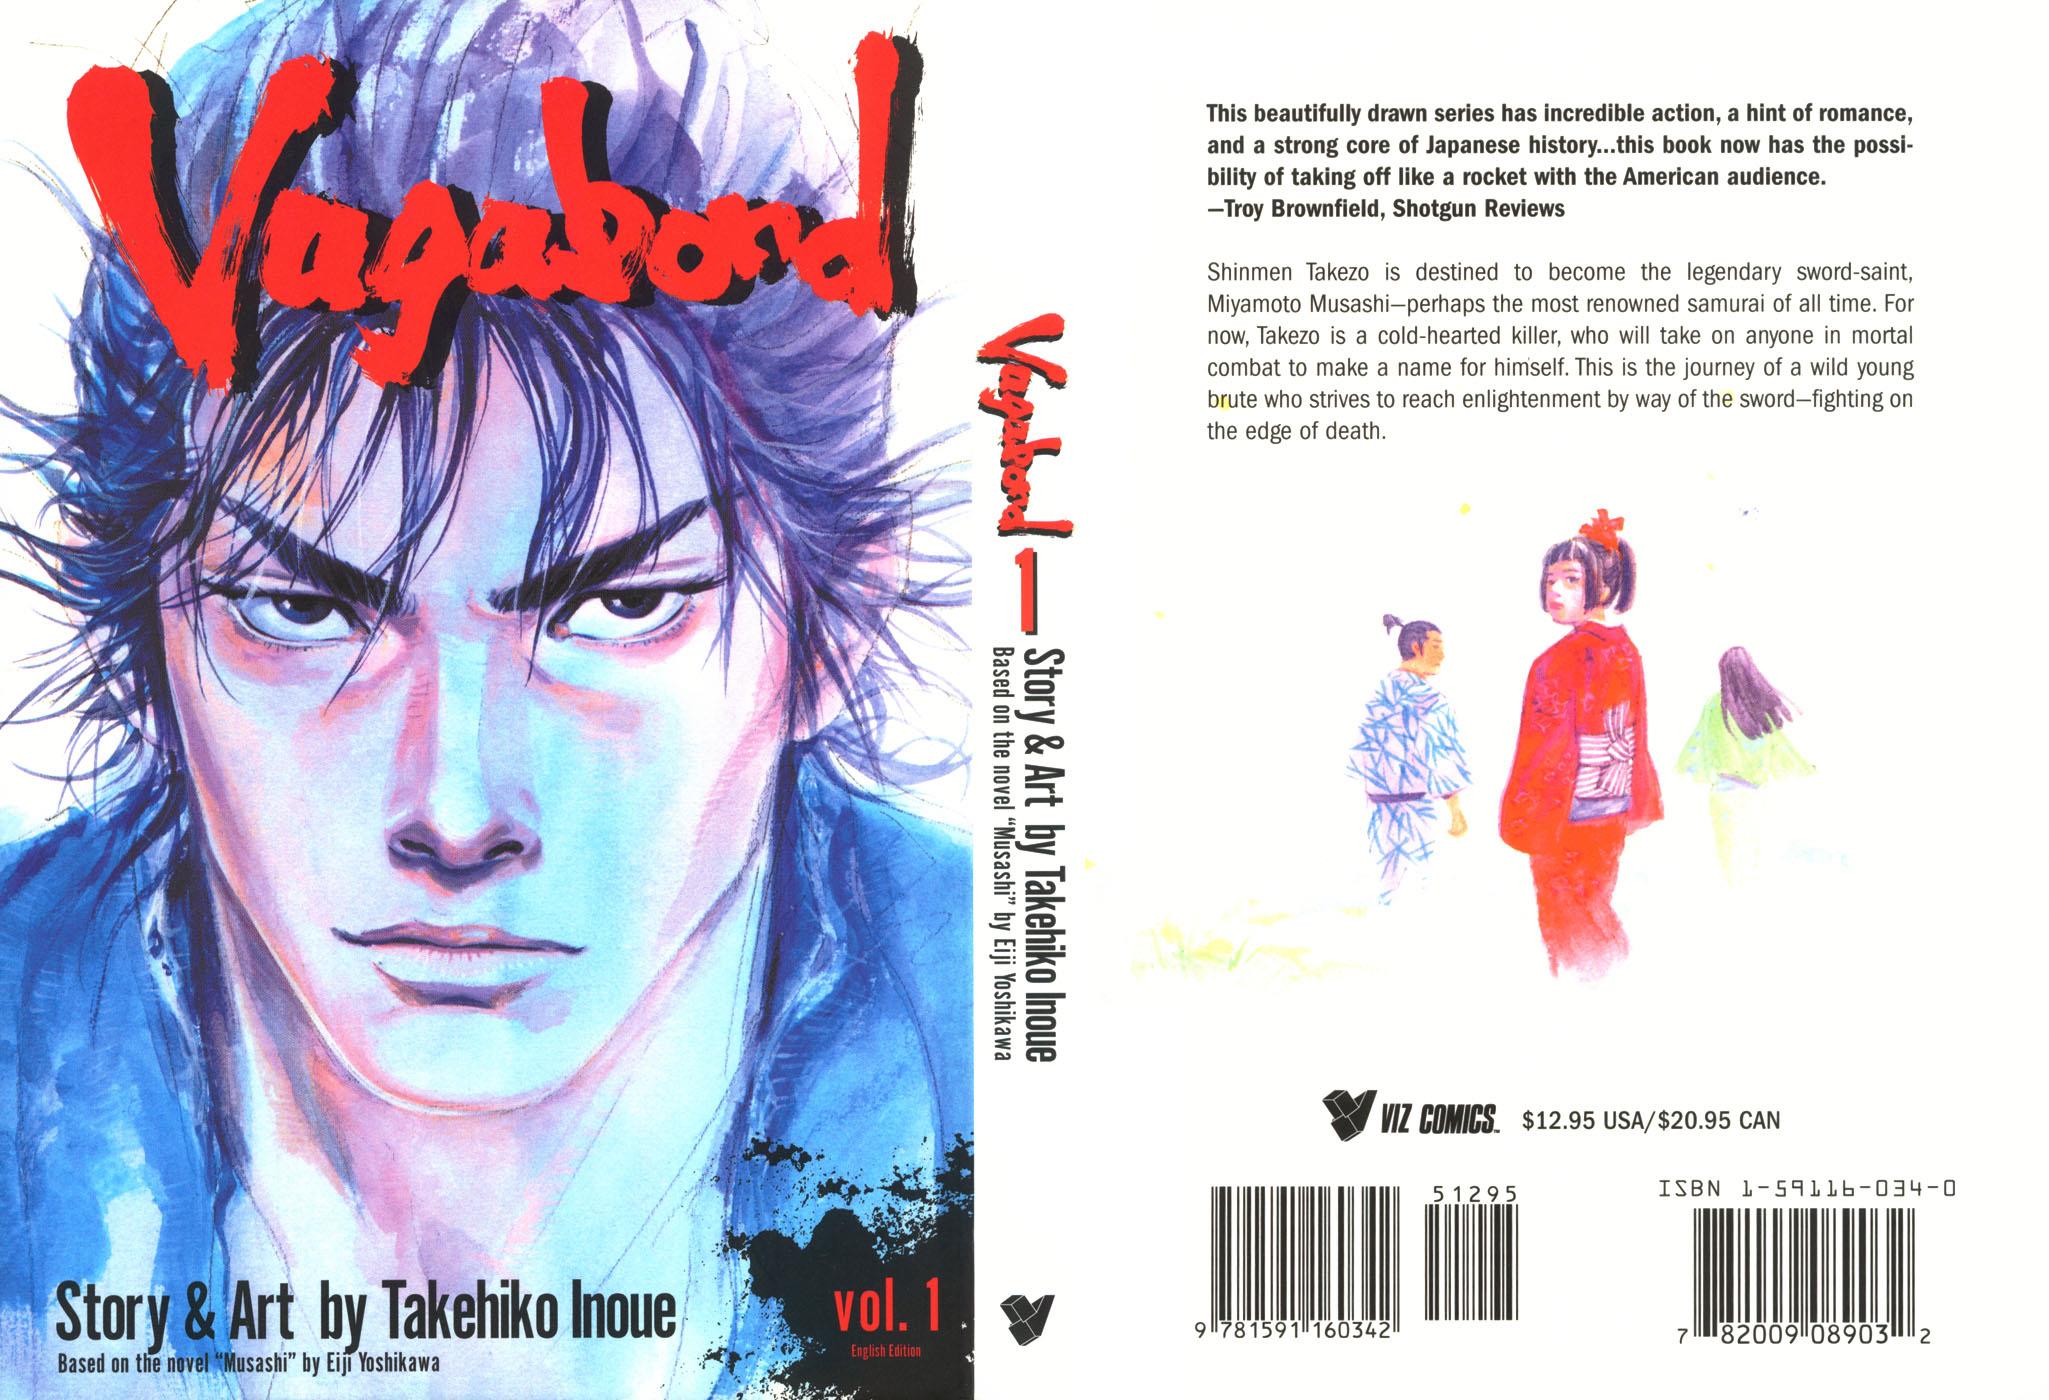 Vagabond
Story & Art by Takehiko Inoue
Based on the novel “Musashi” by Eiji Yoshikawa
vol. 1
English Edition
Vagabond
1
Story & Art by Takehiko Inoue
Based on the novel “Musashi” by Eiji Yoshikawa
This beautifully drawn series has incredible action, a hint of romance,
and a strong core of Japanese history...this book now has the possi-
bility of taking off like a rocket with the American audience.
—Troy Brownfield, Shotgun Reviews
Shinmen Takezo is destined to become the legendary sword-saint,
Miyamoto Musashi—perhaps the most renowned samurai of all time. For
now, Takezo is a cold-hearted killer, who will take on anyone in mortal
combat to make a name for himself. This is the journey of a wild young
brute who strives to reach enlightenment by way of the sword—fighting on
the edge of death.
VIZ COMICS™ $12.95 USA/$20.95 CAN
51295
9 781591 160342
ISBN 1-59116-034-0
7 82009 08903 2